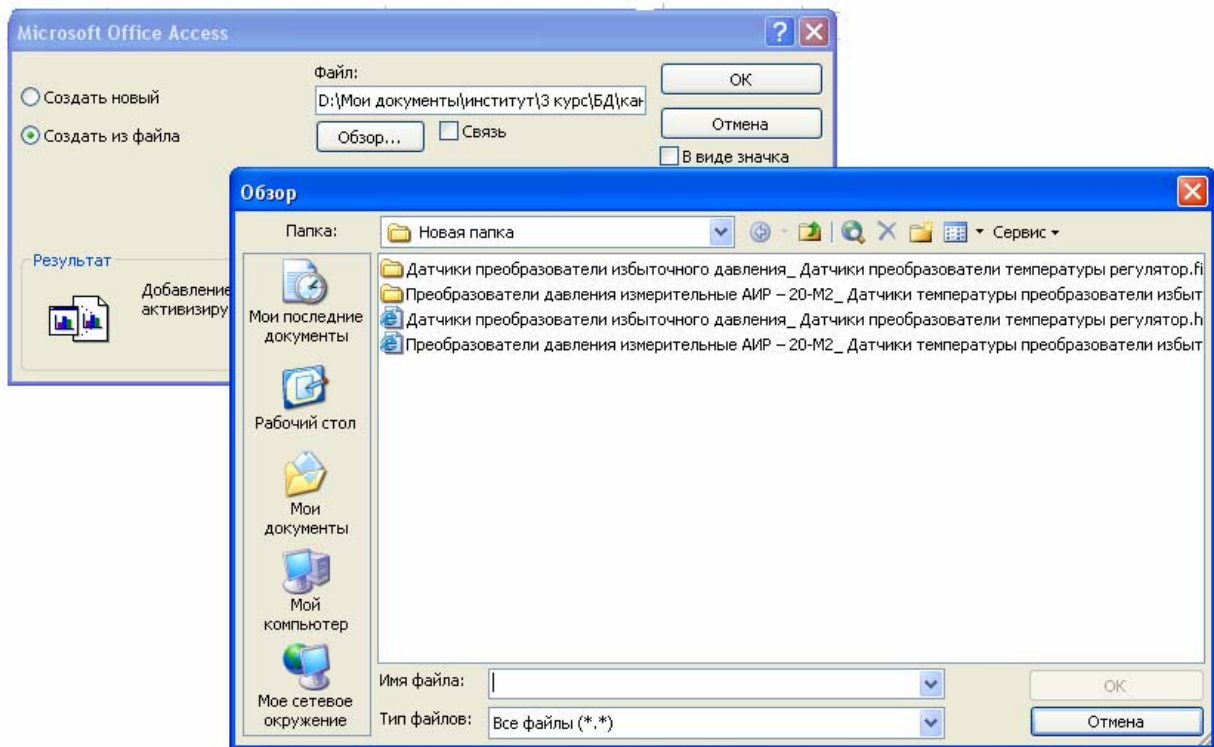 Microsoft Office Access
Создать новый
Создать из файла
Файл:
D:\Мои документы\институт\3 курс\БД\кан
Обзор...
Связь
OK
Отмена
В виде значка
Результат
Добавление
активизиру
Обзор
Папка:
Новая папка
Сервис
Мои последние
документы
Рабочий стол
Мои
документы
Мой
компьютер
Мое сетевое
окружение
Датчики преобразователи избыточного давления_ Датчики преобразователи температуры регулятор.fi
Преобразователи давления измерительные АИР – 20-М2_ Датчики температуры преобразователи избыт
Датчики преобразователи избыточного давления_ Датчики преобразователи температуры регулятор.h
Преобразователи давления измерительные АИР – 20-М2_ Датчики температуры преобразователи избыт
Имя файла:
OK
Тип файлов:
Все файлы (*.*)
Отмена